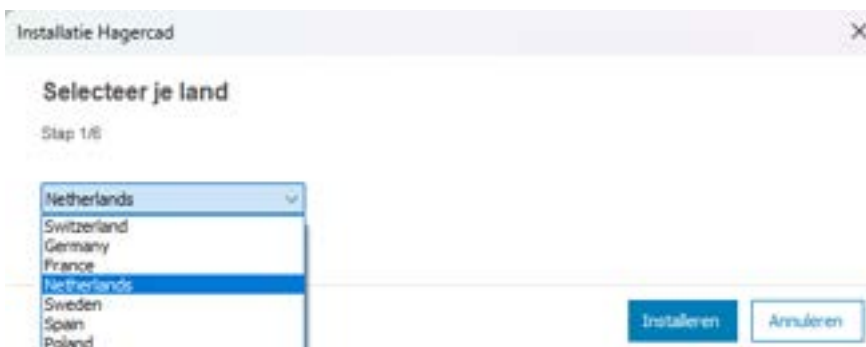 Installatie Hagercad
Selecteer je land
Stap 1/6
Netherlands
Switzerland
Germany
France
Netherlands
Sweden
Spain
Poland
Installeren
Annuleren